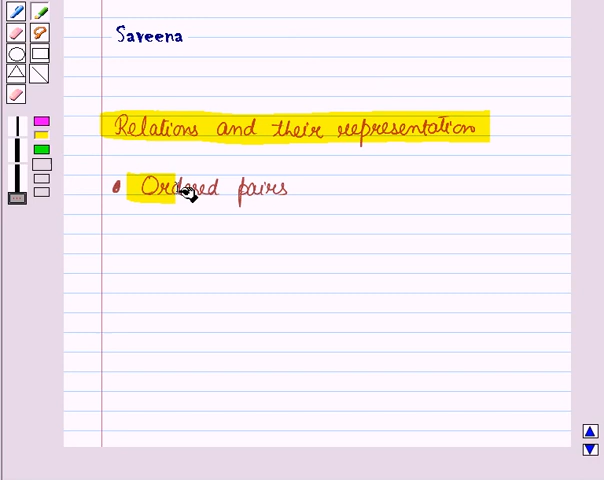 Saveena
Relations and their representation
• Ordered pairs